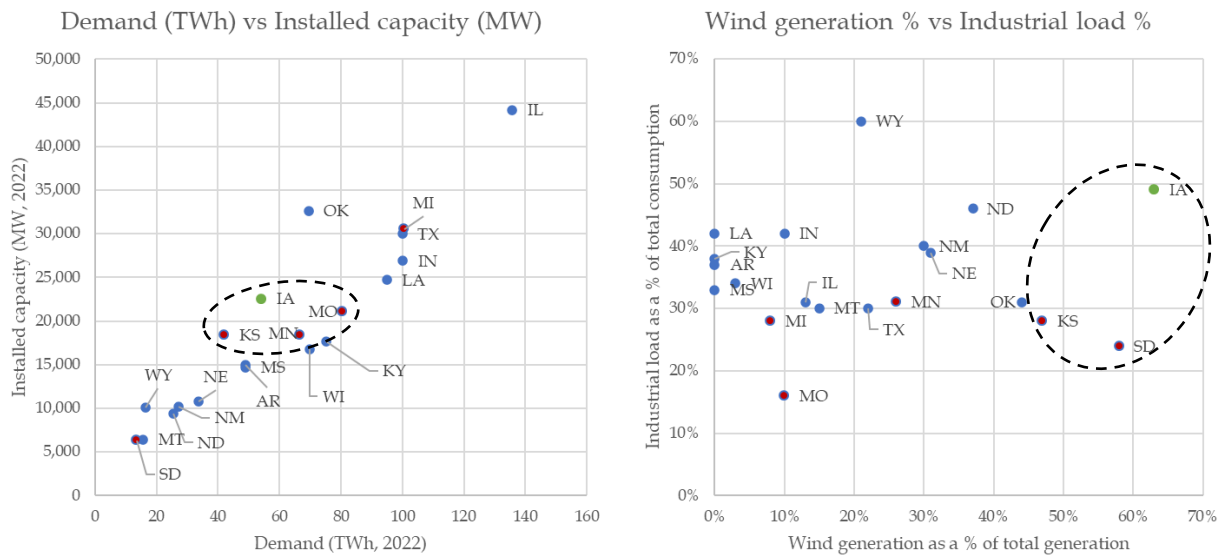 Demand (TWh) vs Installed capacity (MW)
50,000
45,000
40,000
35,000
30,000
25,000
20,000
15,000
10,000
5,000
0
0 20 40 60 80 100 120 140 160
Installed capacity (MW, 2022)
Demand (TWh, 2022)
IL
OK
MI
TX
IN
LA
IA
MO
KS
MN
KY
WI
MS
AR
WY
NE
NM
ND
MT
SD
Wind generation % vs Industrial load %
70%
60%
50%
40%
30%
20%
10%
0%
0% 10% 20% 30% 40% 50% 60% 70%
Industrial load as a % of total consumption
Wind generation as a % of total generation
WY
IA
ND
LA
IN
KY
NM
AR
NE
WI
MS
IL
MN
OK
MT
TX
MI
KS
SD
MO